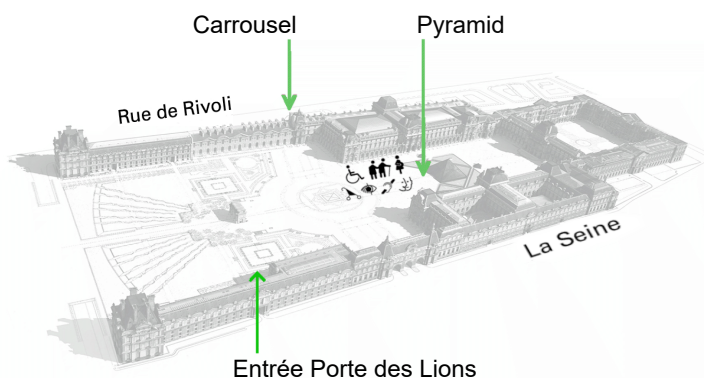 Carrousel
Pyramid
Rue de Rivoli
La Seine
Entrée Porte des Lions